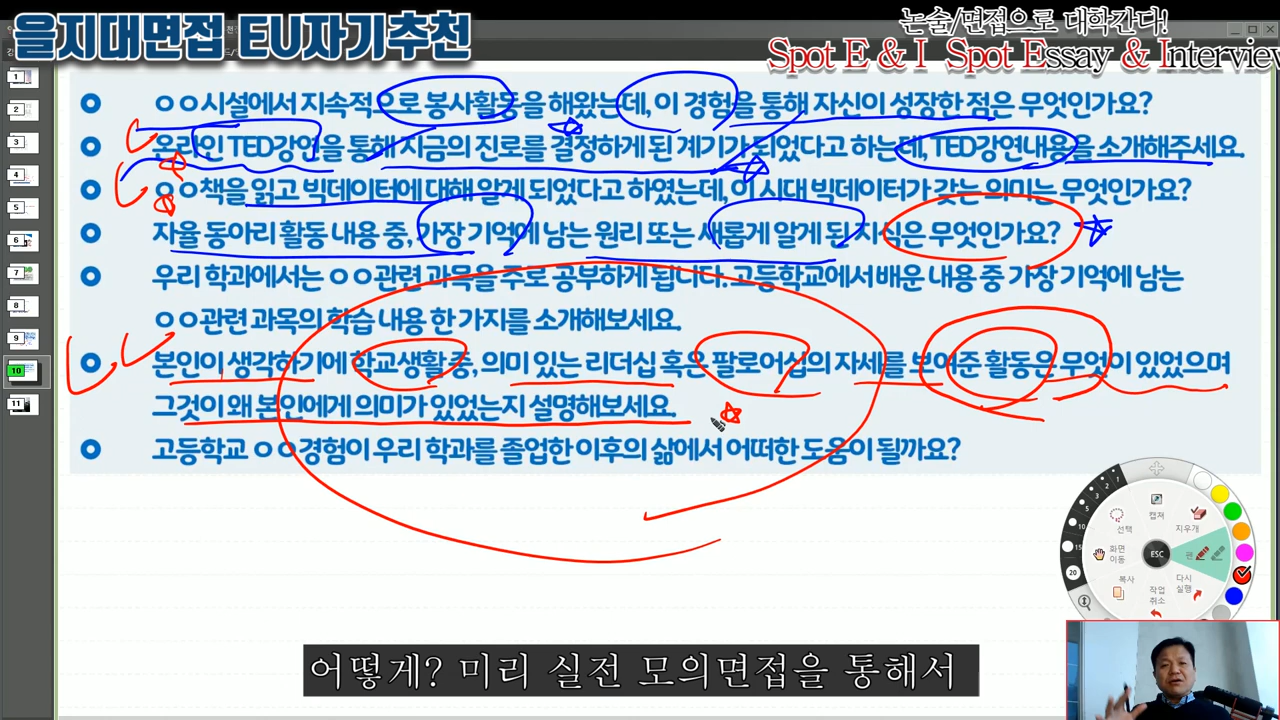 을지대면접 EU자기추천
논술/면접으로 대학간다!
Spot E & I Spot Essay & Interview
ㅇㅇ시설에서 지속적으로 봉사활동을 해왔는데, 이 경험을 통해 자신이 성장한 점은 무엇인가요?
온라인 TED강연을 통해 지금의 진로를 결정하게 된 계기가 되었다고 하는데, TED강연내용을 소개해주세요.
ㅇㅇ책을 읽고 빅데이터에 대해 알게 되었다고 하였는데, 이 시대 빅데이터가 갖는 의미는 무엇인가요?
자율 동아리 활동 내용 중, 가장 기억에 남는 원리 또는 새롭게 알게 된 지식은 무엇인가요?
우리 학과에서는 ㅇㅇ관련 과목을 주로 공부하게 됩니다. 고등학교에서 배운 내용 중 가장 기억에 남는
ㅇㅇ관련 과목의 학습 내용 한 가지를 소개해보세요.
본인이 생각하기에 학교생활 중, 의미 있는 리더십 혹은 팔로어십의 자세를 보여준 활동은 무엇이 있었으며
그것이 왜 본인에게 의미가 있었는지 설명해보세요.
고등학교 ㅇㅇ경험이 우리 학과를 졸업한 이후의 삶에서 어떠한 도움이 될까요?
1
2
3
4
5
6
7
8
9
10
11
캡처
선택
지우개
화면
이동
ESC
펜
복사
다시
실행
작업
취소
1
2
3
5
10
15
20
어떻게? 미리 실전 모의면접을 통해서